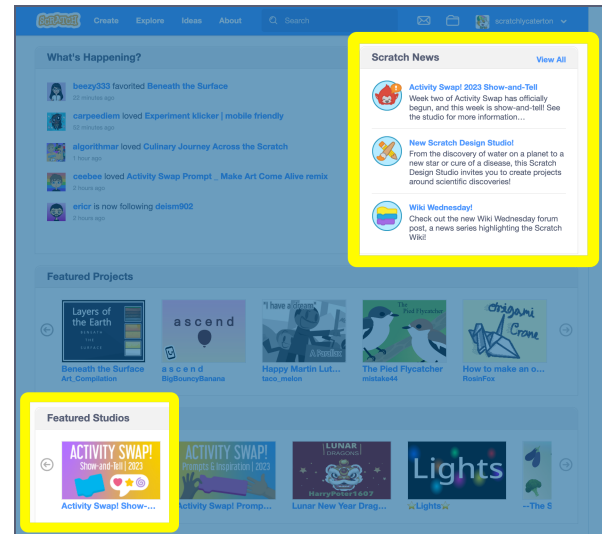 SCRATCH Create Explore Ideas About Search scratchlycaterton
What's Happening?
beezy333 favorited Beneath the Surface
22 minutes ago
carpeediem loved Experiment klicker | mobile
friendly
52 minutes ago
algorithmar loved Culinary Journey Across the Scratch
1 hour ago
ceebee loved Activity Swap Prompt _ Make Art Come Alive remix
2 hours ago
ericr is now following deism902
2 hours ago
Scratch News View All
Activity Swap! 2023 Show-and-Tell
Week two of Activity Swap has officially
begun, and this week is show-and-tell! See
the studio for more information…
New Scratch Design Studio!
From the discovery of water on a planet to a
new star or cure of a disease, this Scratch
Design Studio invites you to create projects
around scientific discoveries!
Wiki Wednesday!
Check out the new Wiki Wednesday forum
post, a news series highlighting the Scratch
Wiki!
Featured Projects
Layers of
the Earth
BENEATH
THE
SURFACE
ascend
"I have a dream"
A Parallax
The
Pied Flycatcher
origami
Crane
Beneath the Surface
Art_Compilation
a s c e n d
BigBouncyBanana
Happy Martin Lut...
taco_melon
The Pied Flycatcher
mistake44
How to make an o...
RosinFox
Featured Studios
ACTIVITY SWAP!
Show-and-Tell | 2023
ACTIVITY SWAP!
Prompts & Inspiration | 2023
LUNAR
DRAGONS
HarryPoter1607
Lights
Activity Swap! Show-...
Activity Swap! Promp...
Lunar New Year Drag...
⭐Lights⭐
--The S